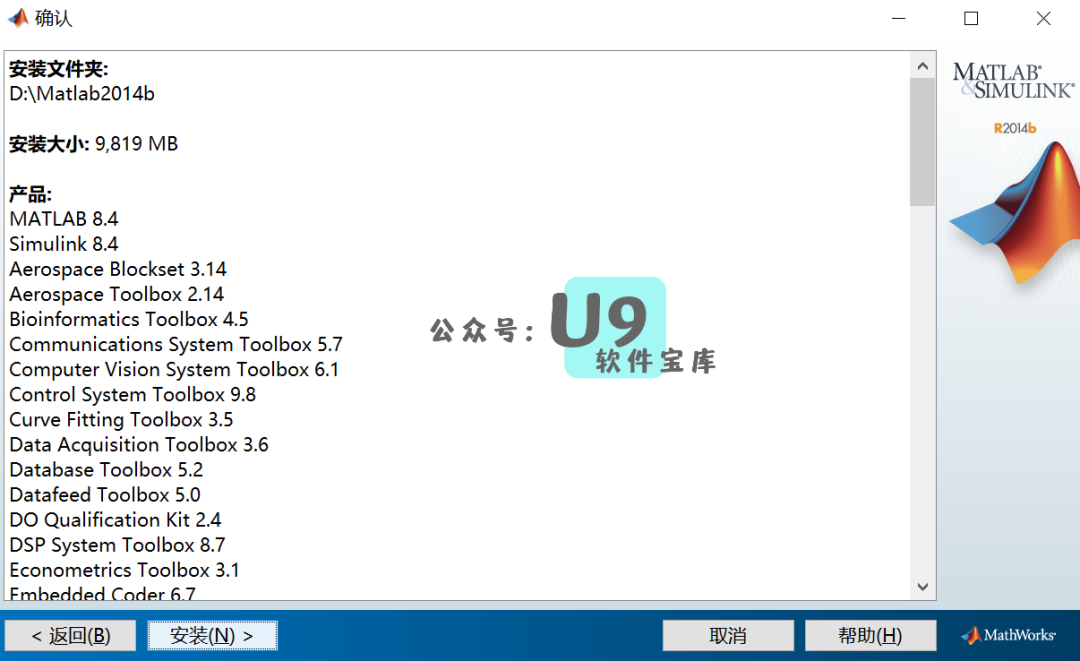 确认
安装文件夹:
D:\Matlab2014b
安装大小: 9,819 MB
产品:
MATLAB 8.4
Simulink 8.4
Aerospace Blockset 3.14
Aerospace Toolbox 2.14
Bioinformatics Toolbox 4.5
Communications System Toolbox 5.7
Computer Vision System Toolbox 6.1
Control System Toolbox 9.8
Curve Fitting Toolbox 3.5
Data Acquisition Toolbox 3.6
Database Toolbox 5.2
Datafeed Toolbox 5.0
DO Qualification Kit 2.4
DSP System Toolbox 8.7
Econometrics Toolbox 3.1
Embedded Coder 6.7
公众号: U9
软件宝库
MATLAB®
&SIMULINK®
R2014b
< 返回(B)
安装(N) >
取消
帮助(H)
MathWorks®